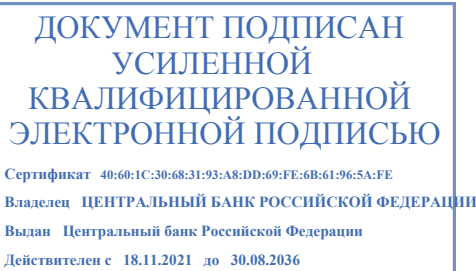 ДОКУМЕНТ ПОДПИСАН
УСИЛЕННОЙ
КВАЛИФИЦИРОВАННОЙ
ЭЛЕКТРОННОЙ ПОДПИСЬЮ
Сертификат 40:60:1C:30:68:31:93:A8:DD:69:FE:6B:61:96:5A:FE
Владелец ЦЕНТРАЛЬНЫЙ БАНК РОССИЙСКОЙ ФЕДЕРАЦИИ
Выдан Центральный банк Российской Федерации
Действителен с 18.11.2021 до 30.08.2036